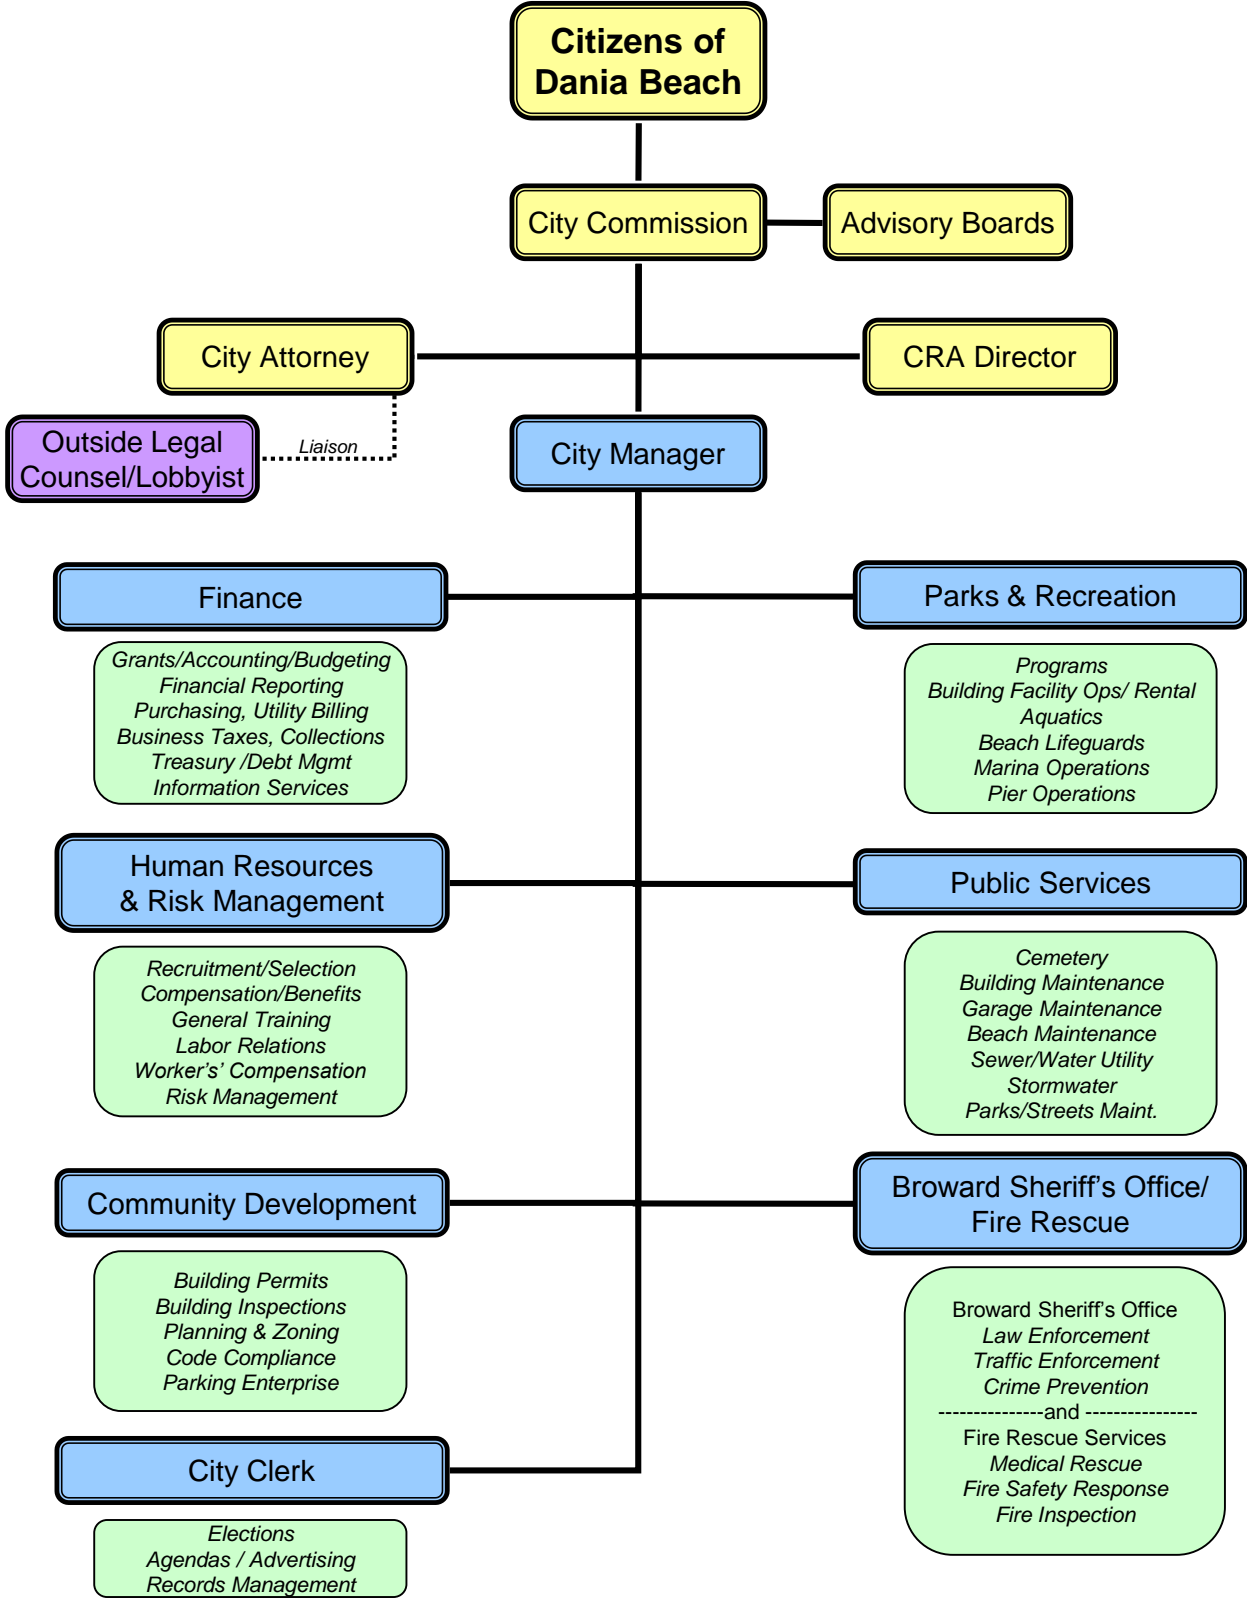 Citizens of
Dania Beach
City Commission
Advisory Boards
City Attorney
CRA Director
Outside Legal
Counsel/Lobbyist
Liaison
City Manager
Finance
Grants/Accounting/Budgeting
Financial Reporting
Purchasing, Utility Billing
Business Taxes, Collections
Treasury /Debt Mgmt
Information Services
Parks & Recreation
Programs
Building Facility Ops/ Rental
Aquatics
Beach Lifeguards
Marina Operations
Pier Operations
Human Resources
& Risk Management
Recruitment/Selection
Compensation/Benefits
General Training
Labor Relations
Worker's' Compensation
Risk Management
Public Services
Cemetery
Building Maintenance
Garage Maintenance
Beach Maintenance
Sewer/Water Utility
Stormwater
Parks/Streets Maint.
Community Development
Building Permits
Building Inspections
Planning & Zoning
Code Compliance
Parking Enterprise
Broward Sheriff's Office/
Fire Rescue
Broward Sheriff's Office
Law Enforcement
Traffic Enforcement
Crime Prevention
----------------and ----------------
Fire Rescue Services
Medical Rescue
Fire Safety Response
Fire Inspection
City Clerk
Elections
Agendas / Advertising
Records Management